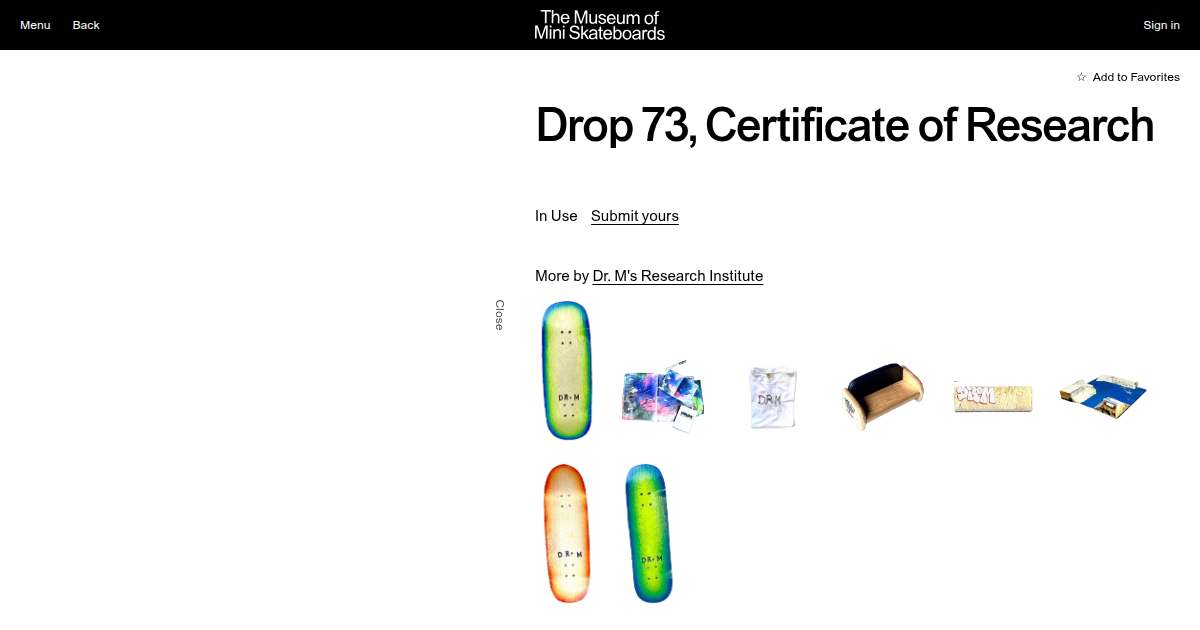 Menu
Back
The Museum of
Mini Skateboards
Sign in
☆ Add to Favorites
Drop 73, Certificate of Research
In Use
Submit yours
More by Dr. M's Research Institute
Close
DR. M
DR.M
DR. M
DR. M